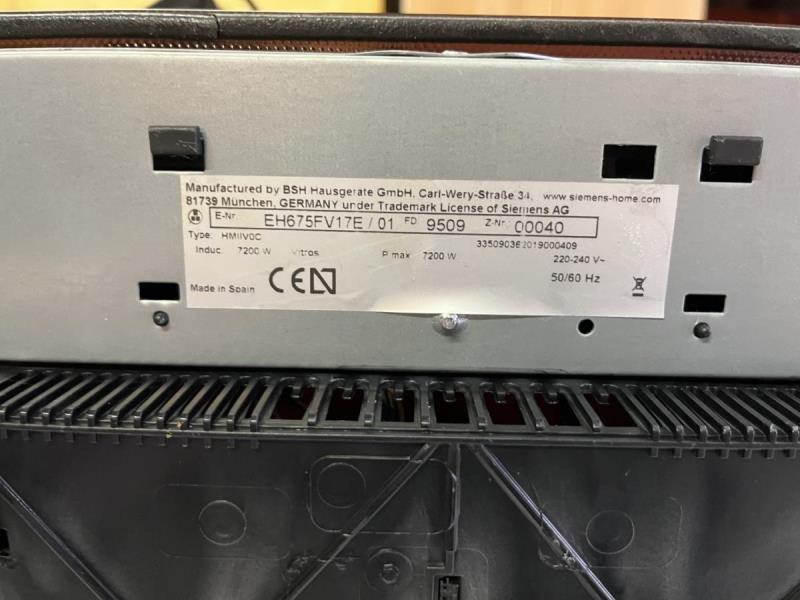 Manufactured by BSH Hausgeräte GmbH, Carl-Wery-Straße 34, www.siemens-home.com
81739 München, GERMANY under Trademark License of Siemens AG
E-Nr. EH675FV17E / 01 FD 9509 Z-Nr. 00040
Type: HMIIV0C 335090362019000409
Induc. 7200 W Vitros. P max. 7200 W 220-240 V~
50/60 Hz
Made in Spain CE N